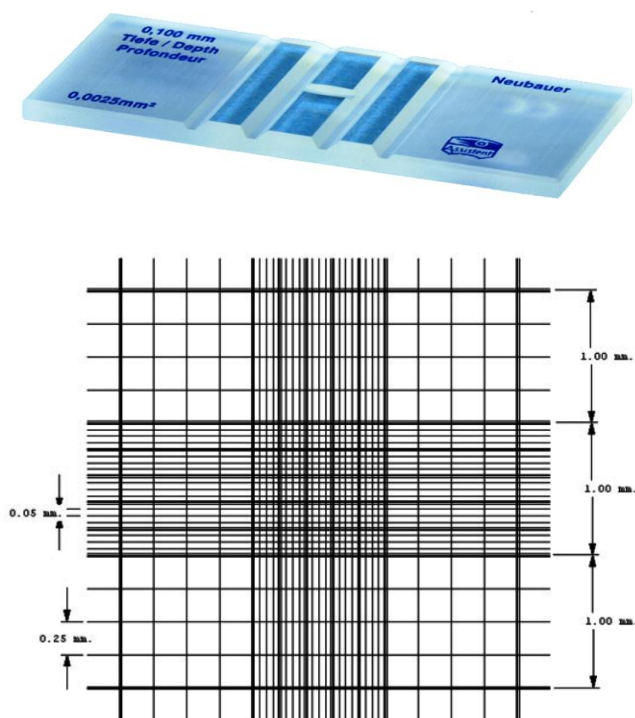 0,100 mm
Tiefe / Depth
Profondeur
0,0025mm²
Neubauer
Assistent
1.00 mm.
1.00 mm.
0.05 mm.
0.25 mm.
1.00 mm.